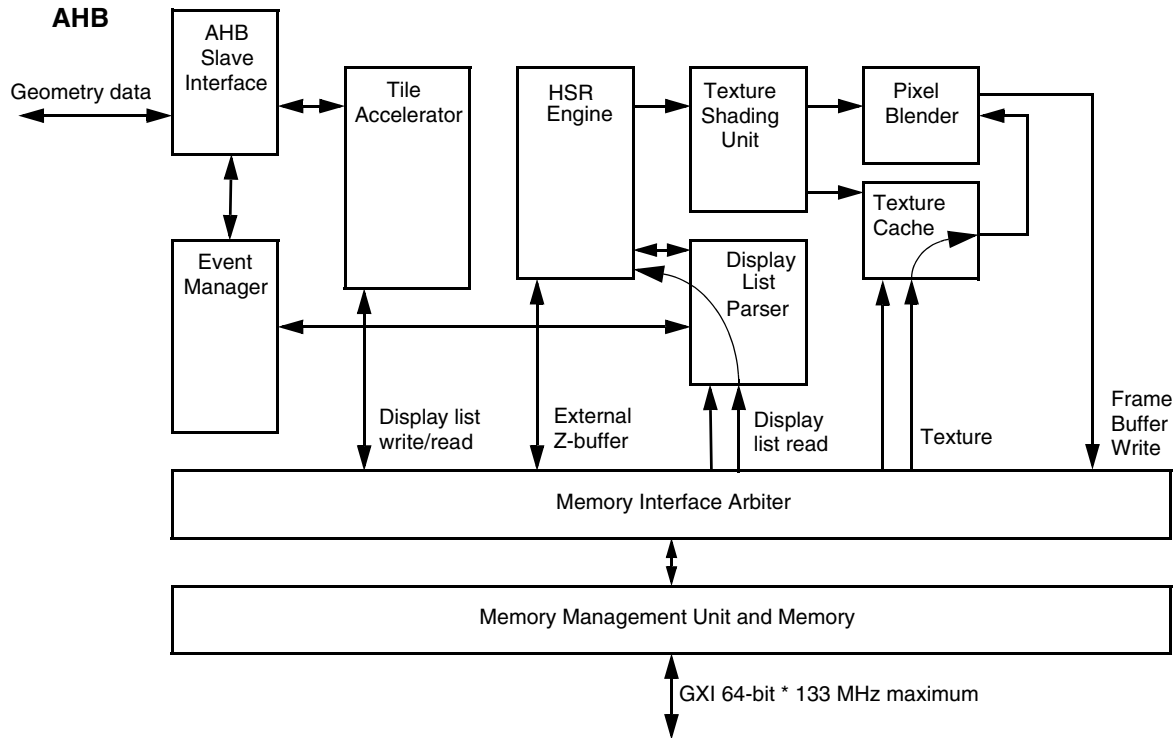 AHB
AHB
Slave
Interface
Geometry data
Tile
Accelerator
HSR
Engine
Texture
Shading
Unit
Pixel
Blender
Texture
Cache
Event
Manager
Display
List
Parser
Display list
write/read
External
Z-buffer
Display
list read
Texture
Frame
Buffer
Write
Memory Interface Arbiter
Memory Management Unit and Memory
GXI 64-bit * 133 MHz maximum